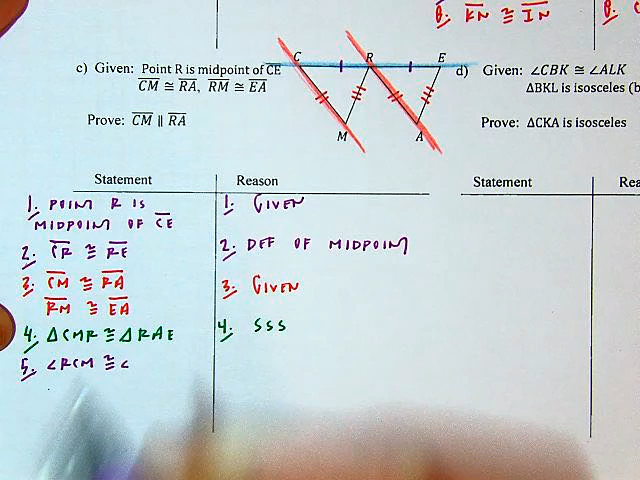 8. KN ≅ IN
8.
c) Given: Point R is midpoint of CE
CM ≅ RA, RM ≅ EA
Prove: CM ∥ RA
C R E
M A
d) Given: ∠CBK ≅ ∠ALK
ΔBKL is isosceles (b
Prove: ΔCKA is isosceles
Statement Reason
1. POINT R IS
MIDPOINT OF CE
1. GIVEN
2. CR ≅ RE
2. DEF OF MIDPOINT
3. CM ≅ RA
RM ≅ EA
3. GIVEN
4. ΔCMR ≅ ΔRAE
4. SSS
5. ∠RCM ≅ ∠
Statement Rea